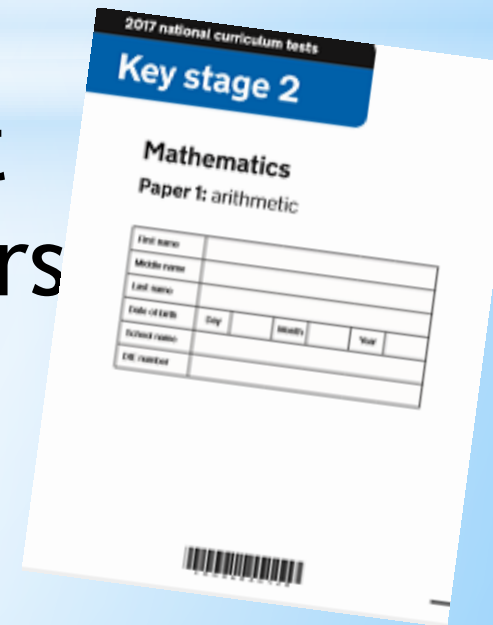 2017 national curriculum tests
Key stage 2
Mathematics
Paper 1: arithmetic
First name
Middle name
Last name
Date of birth Day Month Year
School name
DfE number
rs